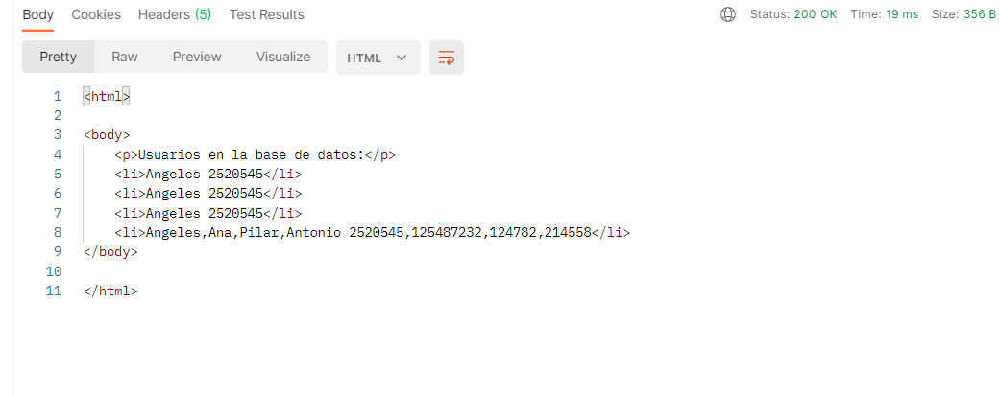 Body Cookies Headers (5) Test Results Status: 200 OK Time: 19 ms Size: 356 B
Pretty Raw Preview Visualize HTML
1 <html>
2
3 <body>
4 <p>Usuarios en la base de datos:</p>
5 <li>Angeles 2520545</li>
6 <li>Angeles 2520545</li>
7 <li>Angeles 2520545</li>
8 <li>Angeles,Ana,Pilar,Antonio 2520545,125487232,124782,214558</li>
9 </body>
10
11 </html>